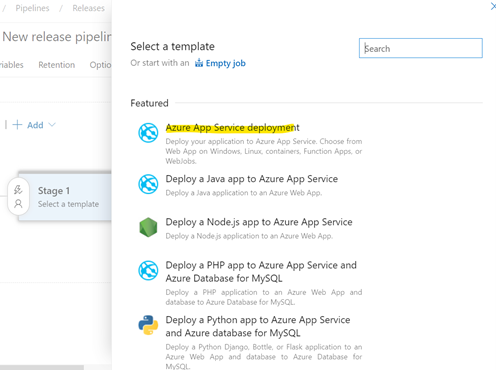 / Pipelines / Releases
New release pipelin
riables Retention Optio
Select a template
Search
Or start with an Empty job
+ Add
Featured
Azure App Service deployment
Deploy your application to Azure App Service. Choose from
Web App on Windows, Linux, containers, Function Apps, or
WebJobs.
Stage 1
Select a template
Deploy a Java app to Azure App Service
Deploy a Java application to an Azure Web App.
Deploy a Node.js app to Azure App Service
Deploy a Node.js application to an Azure Web App.
Deploy a PHP app to Azure App Service and
Azure Database for MySQL
Deploy a PHP application to an Azure Web App and
database to Azure Database for MySQL.
Deploy a Python app to Azure App Service
and Azure database for MySQL
Deploy a Python Django, Bottle, or Flask application to an
Azure Web App and database to Azure Database for
MySQL.